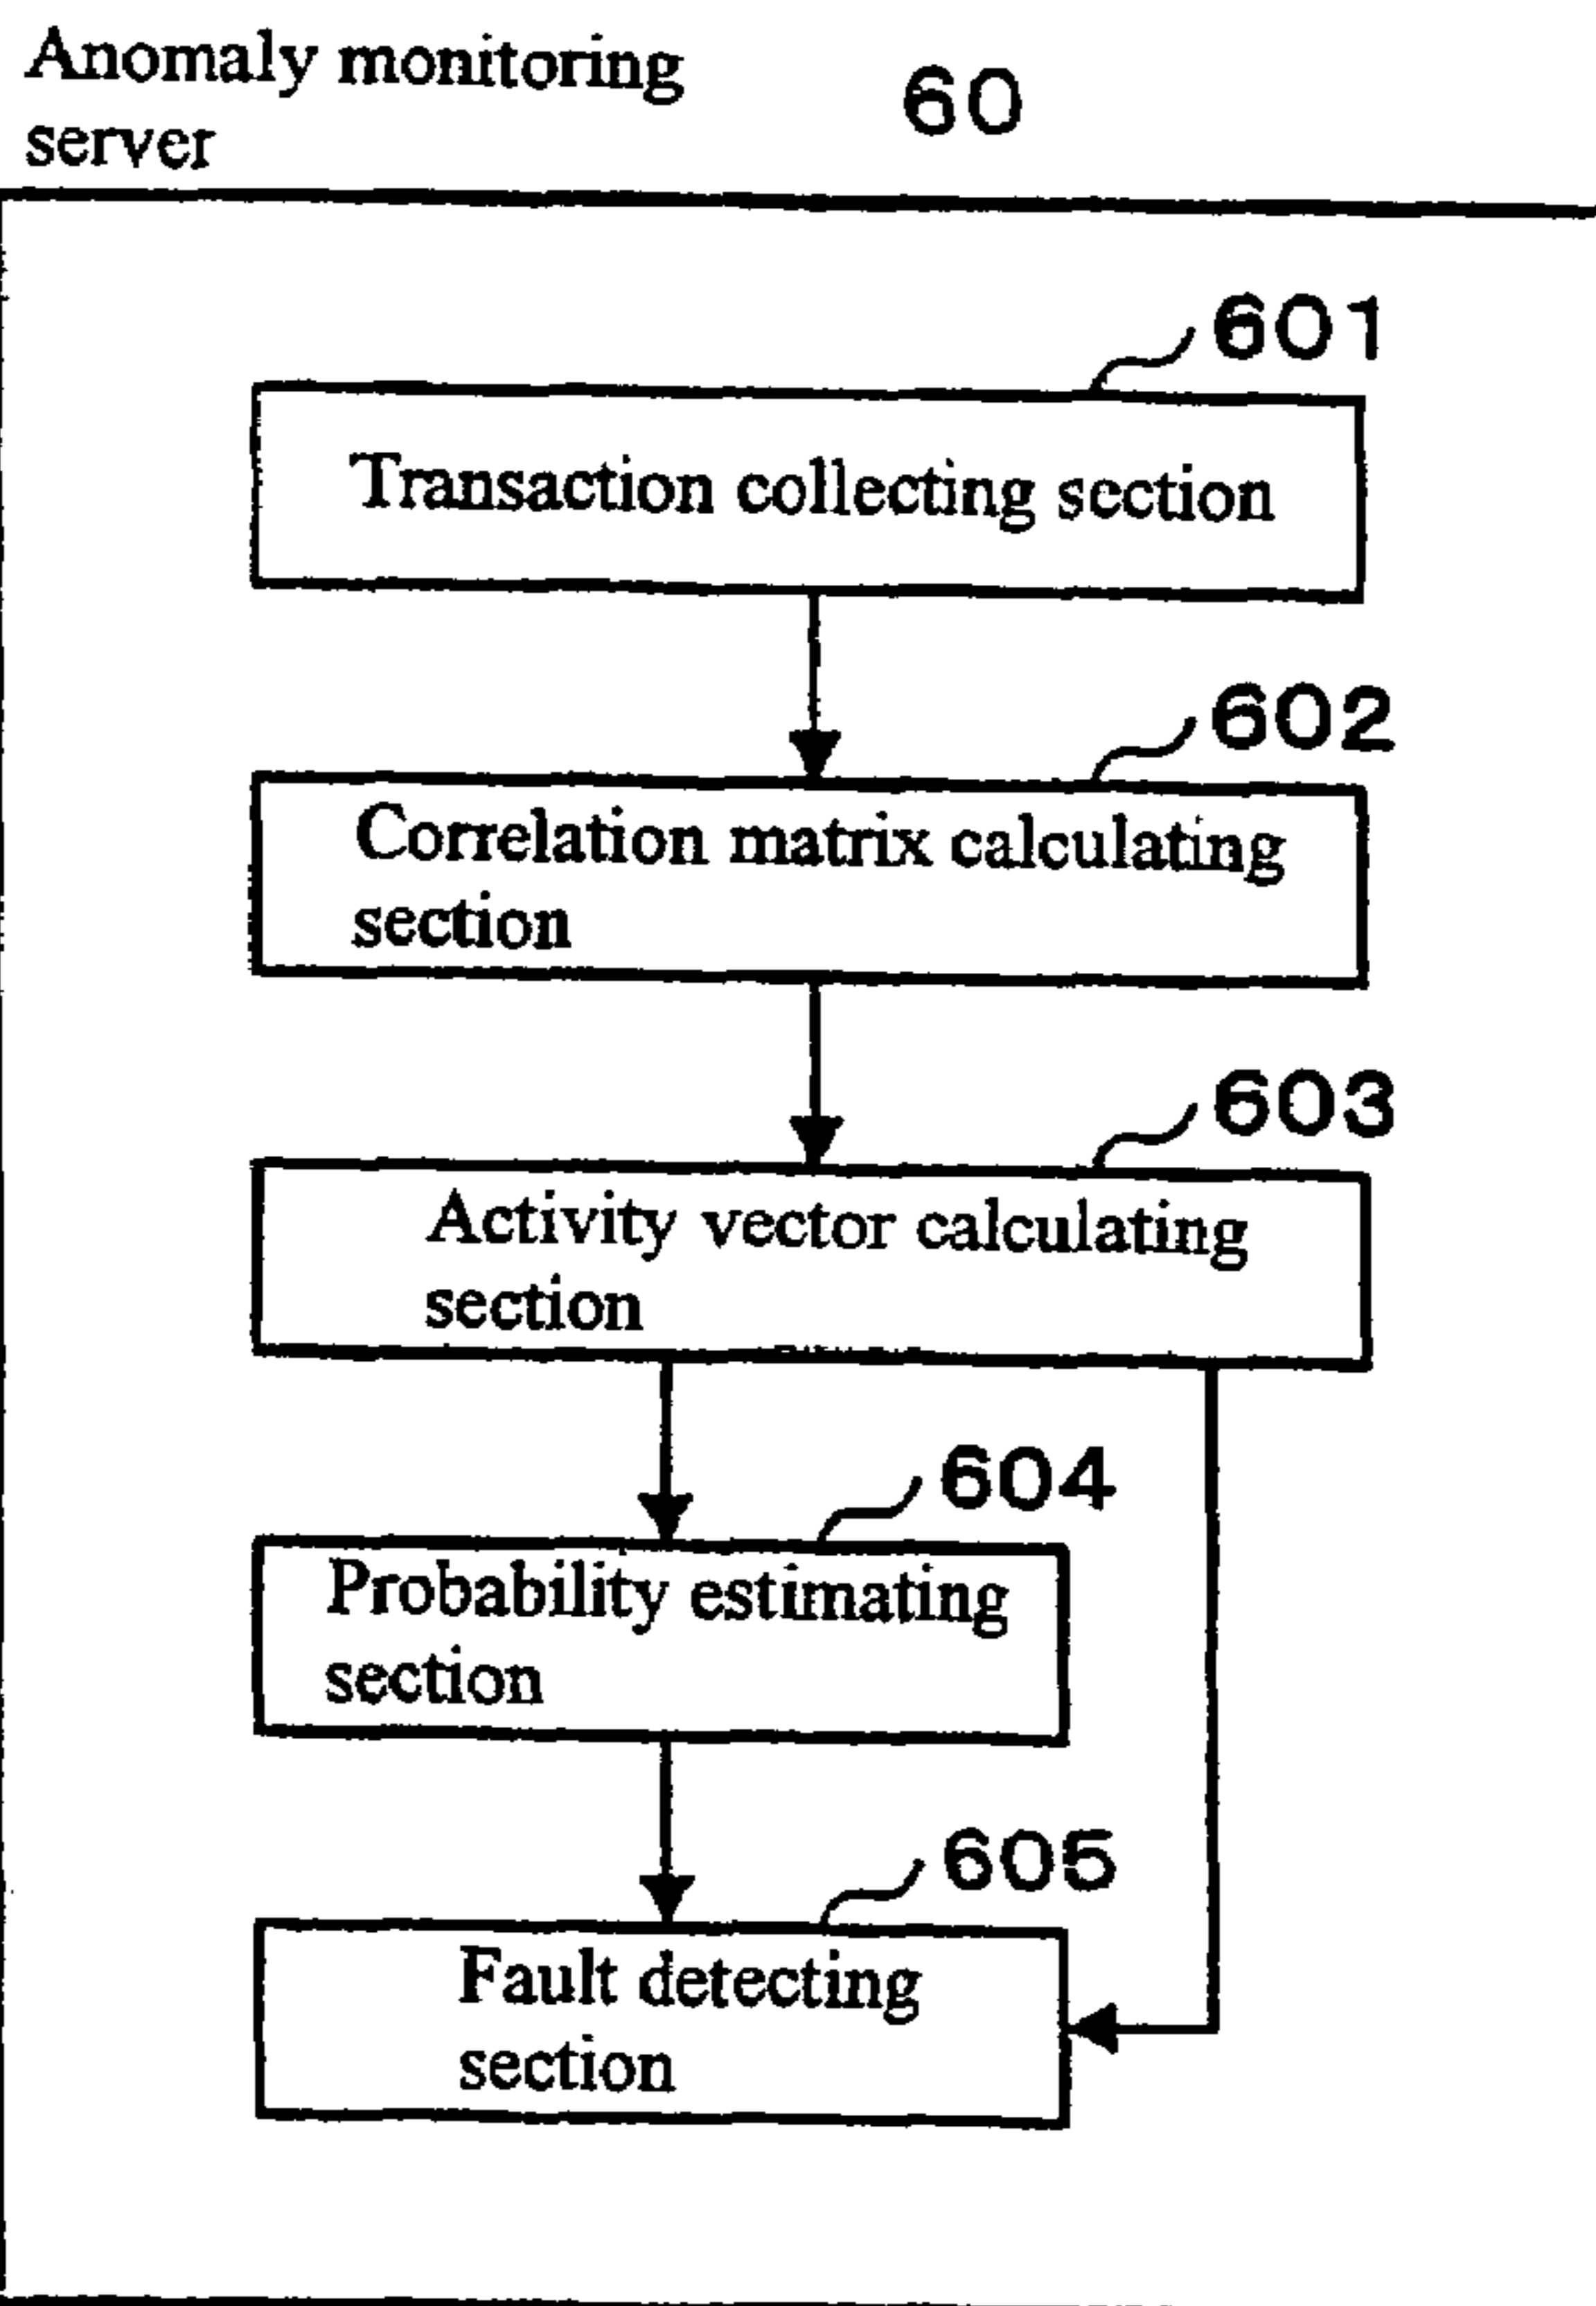 Anomaly monitoring
server
60
601
Transaction collecting section
602
Correlation matrix calculating
section
603
Activity vector calculating
section
604
Probability estimating
section
605
Fault detecting
section